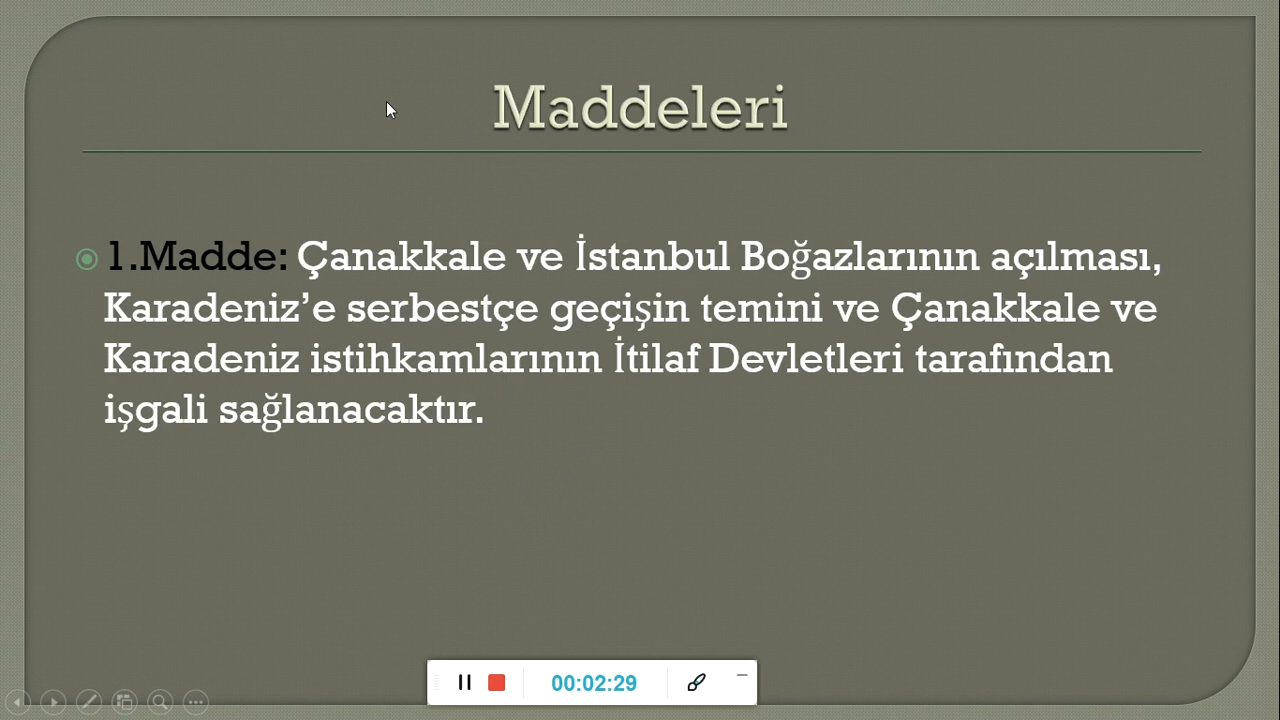 Maddeleri
1.Madde: Çanakkale ve İstanbul Boğazlarının açılması,
Karadeniz’e serbestçe geçişin temini ve Çanakkale ve
Karadeniz istihkamlarının İtilaf Devletleri tarafından
işgali sağlanacaktır.
00:02:29